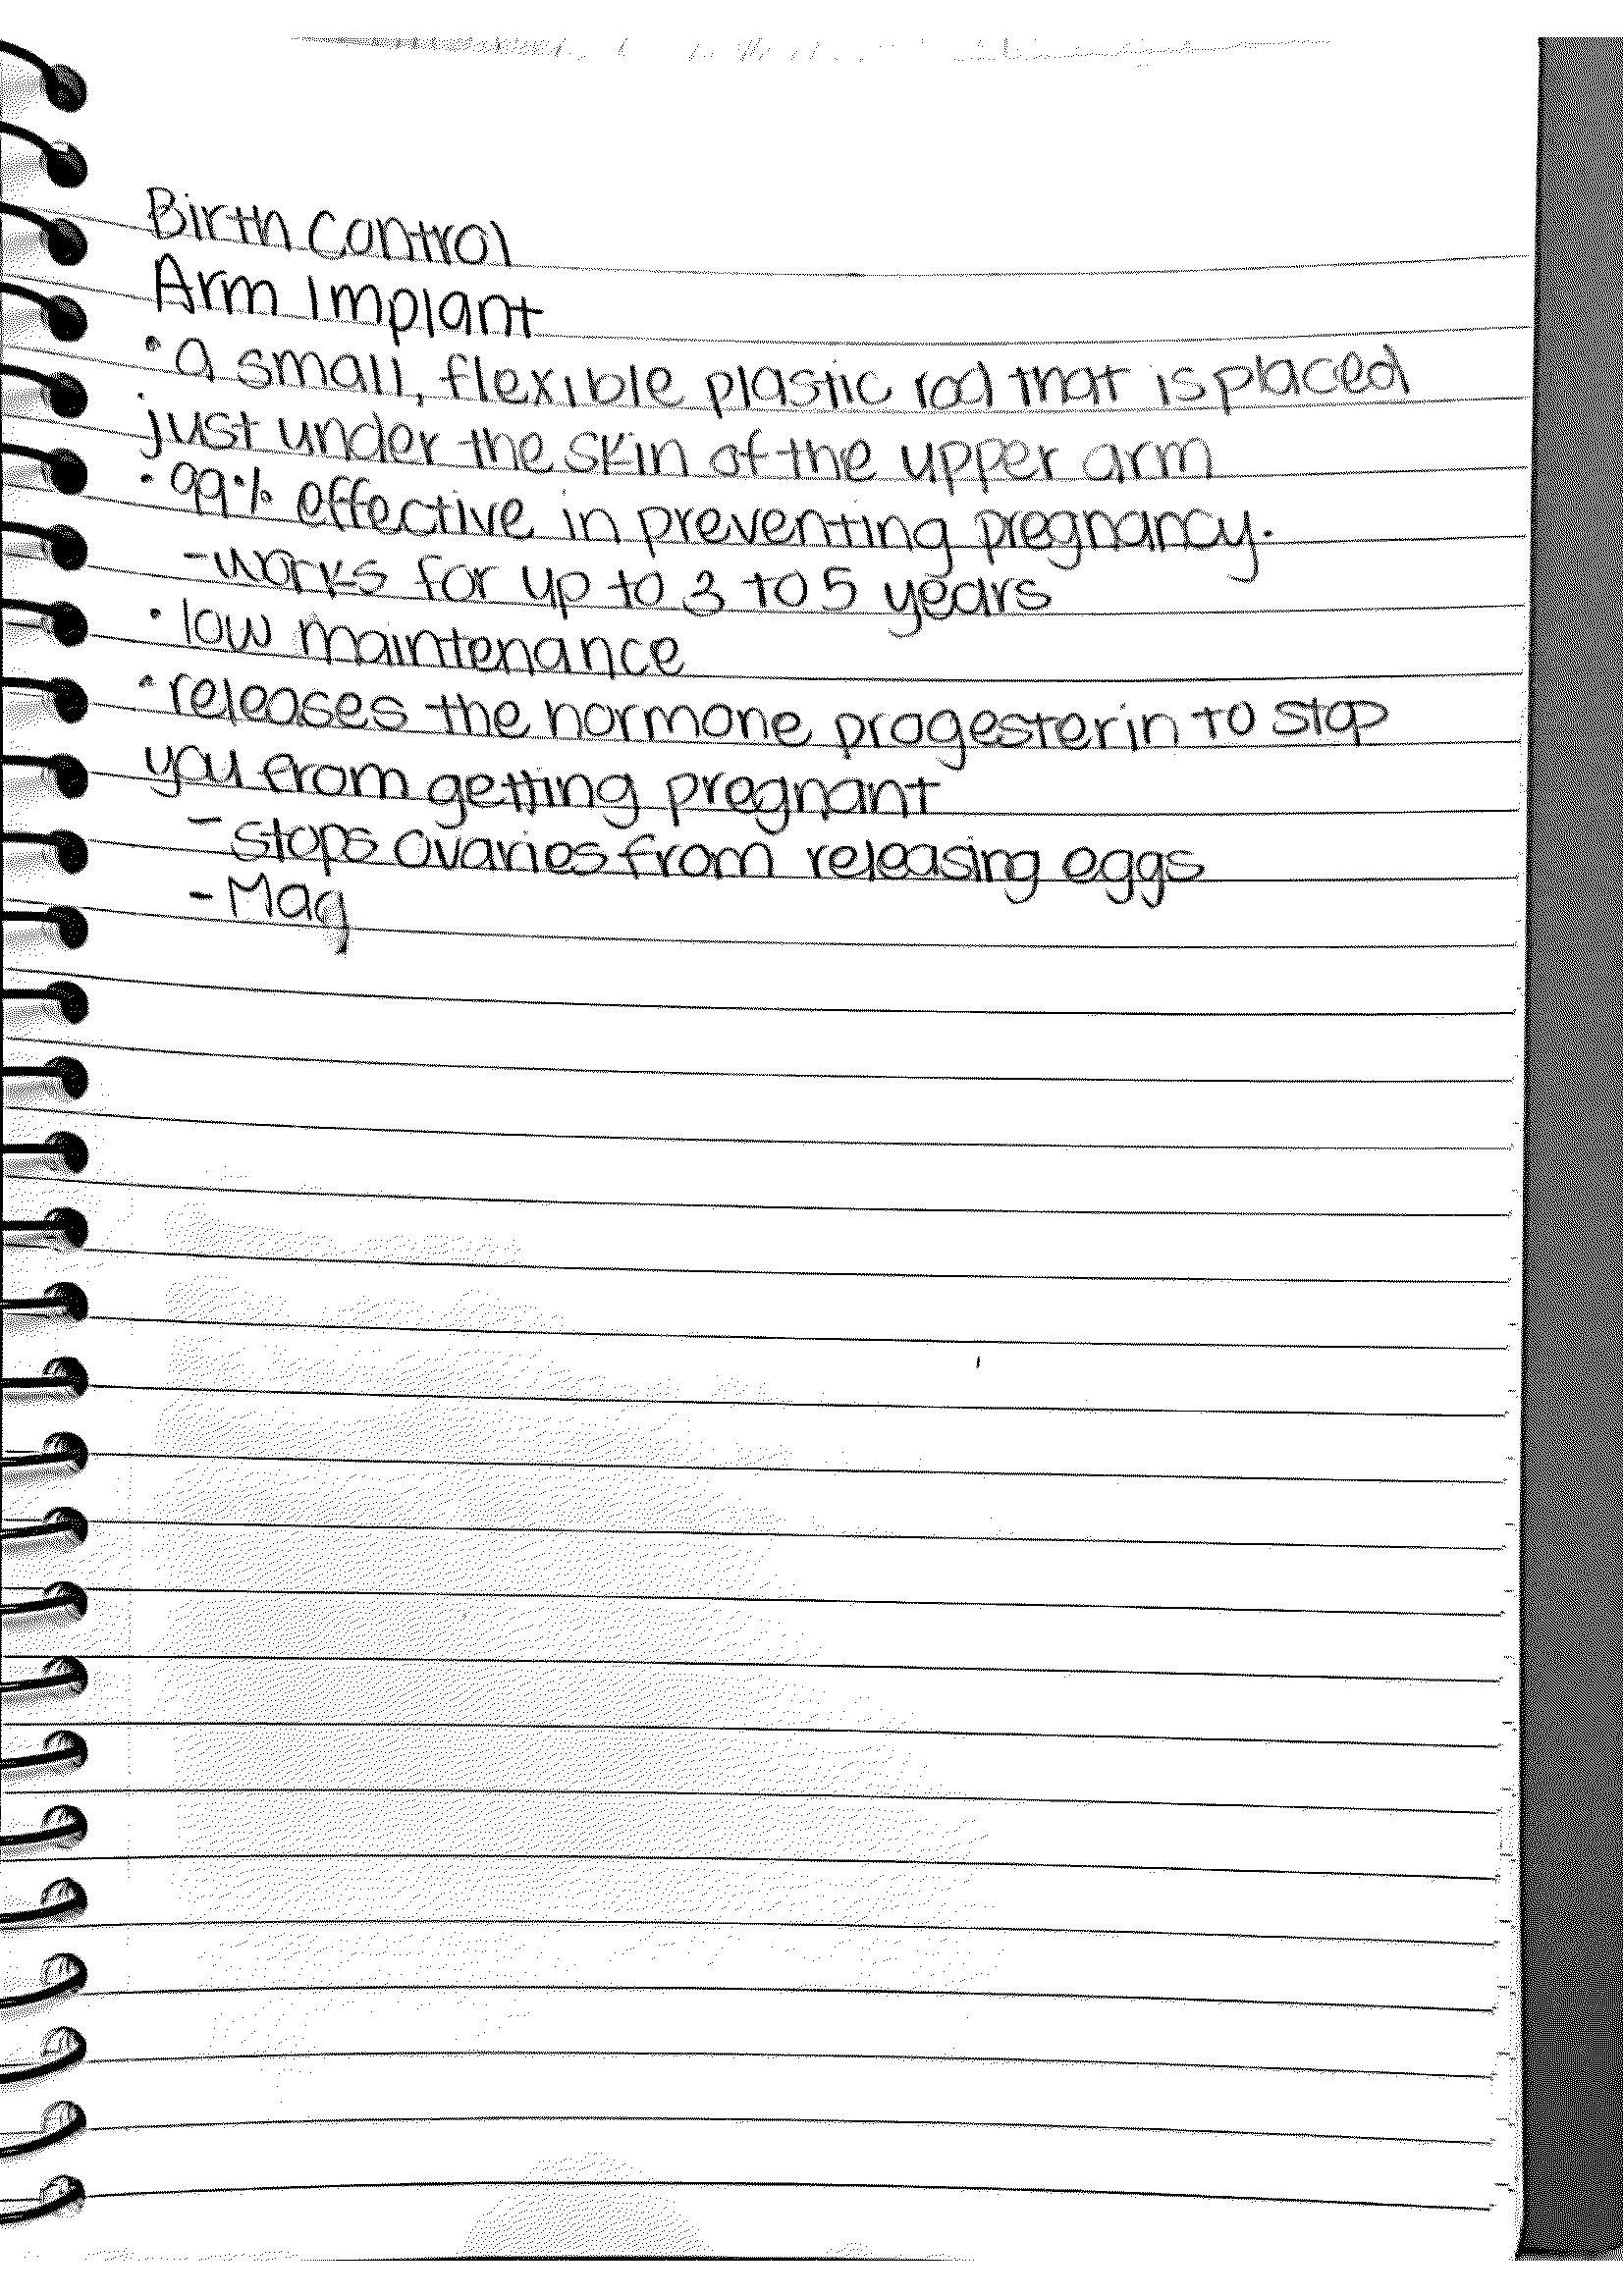 Birth Control
Arm Implant
• a small, flexible plastic rod that is placed
just under the skin of the upper arm
• 99% effective in preventing pregnancy.
- works for up to 3 to 5 years
• low maintenance
• releases the hormone progesterin to stop
you from getting pregnant
- stops ovaries from releasing eggs
- Mag